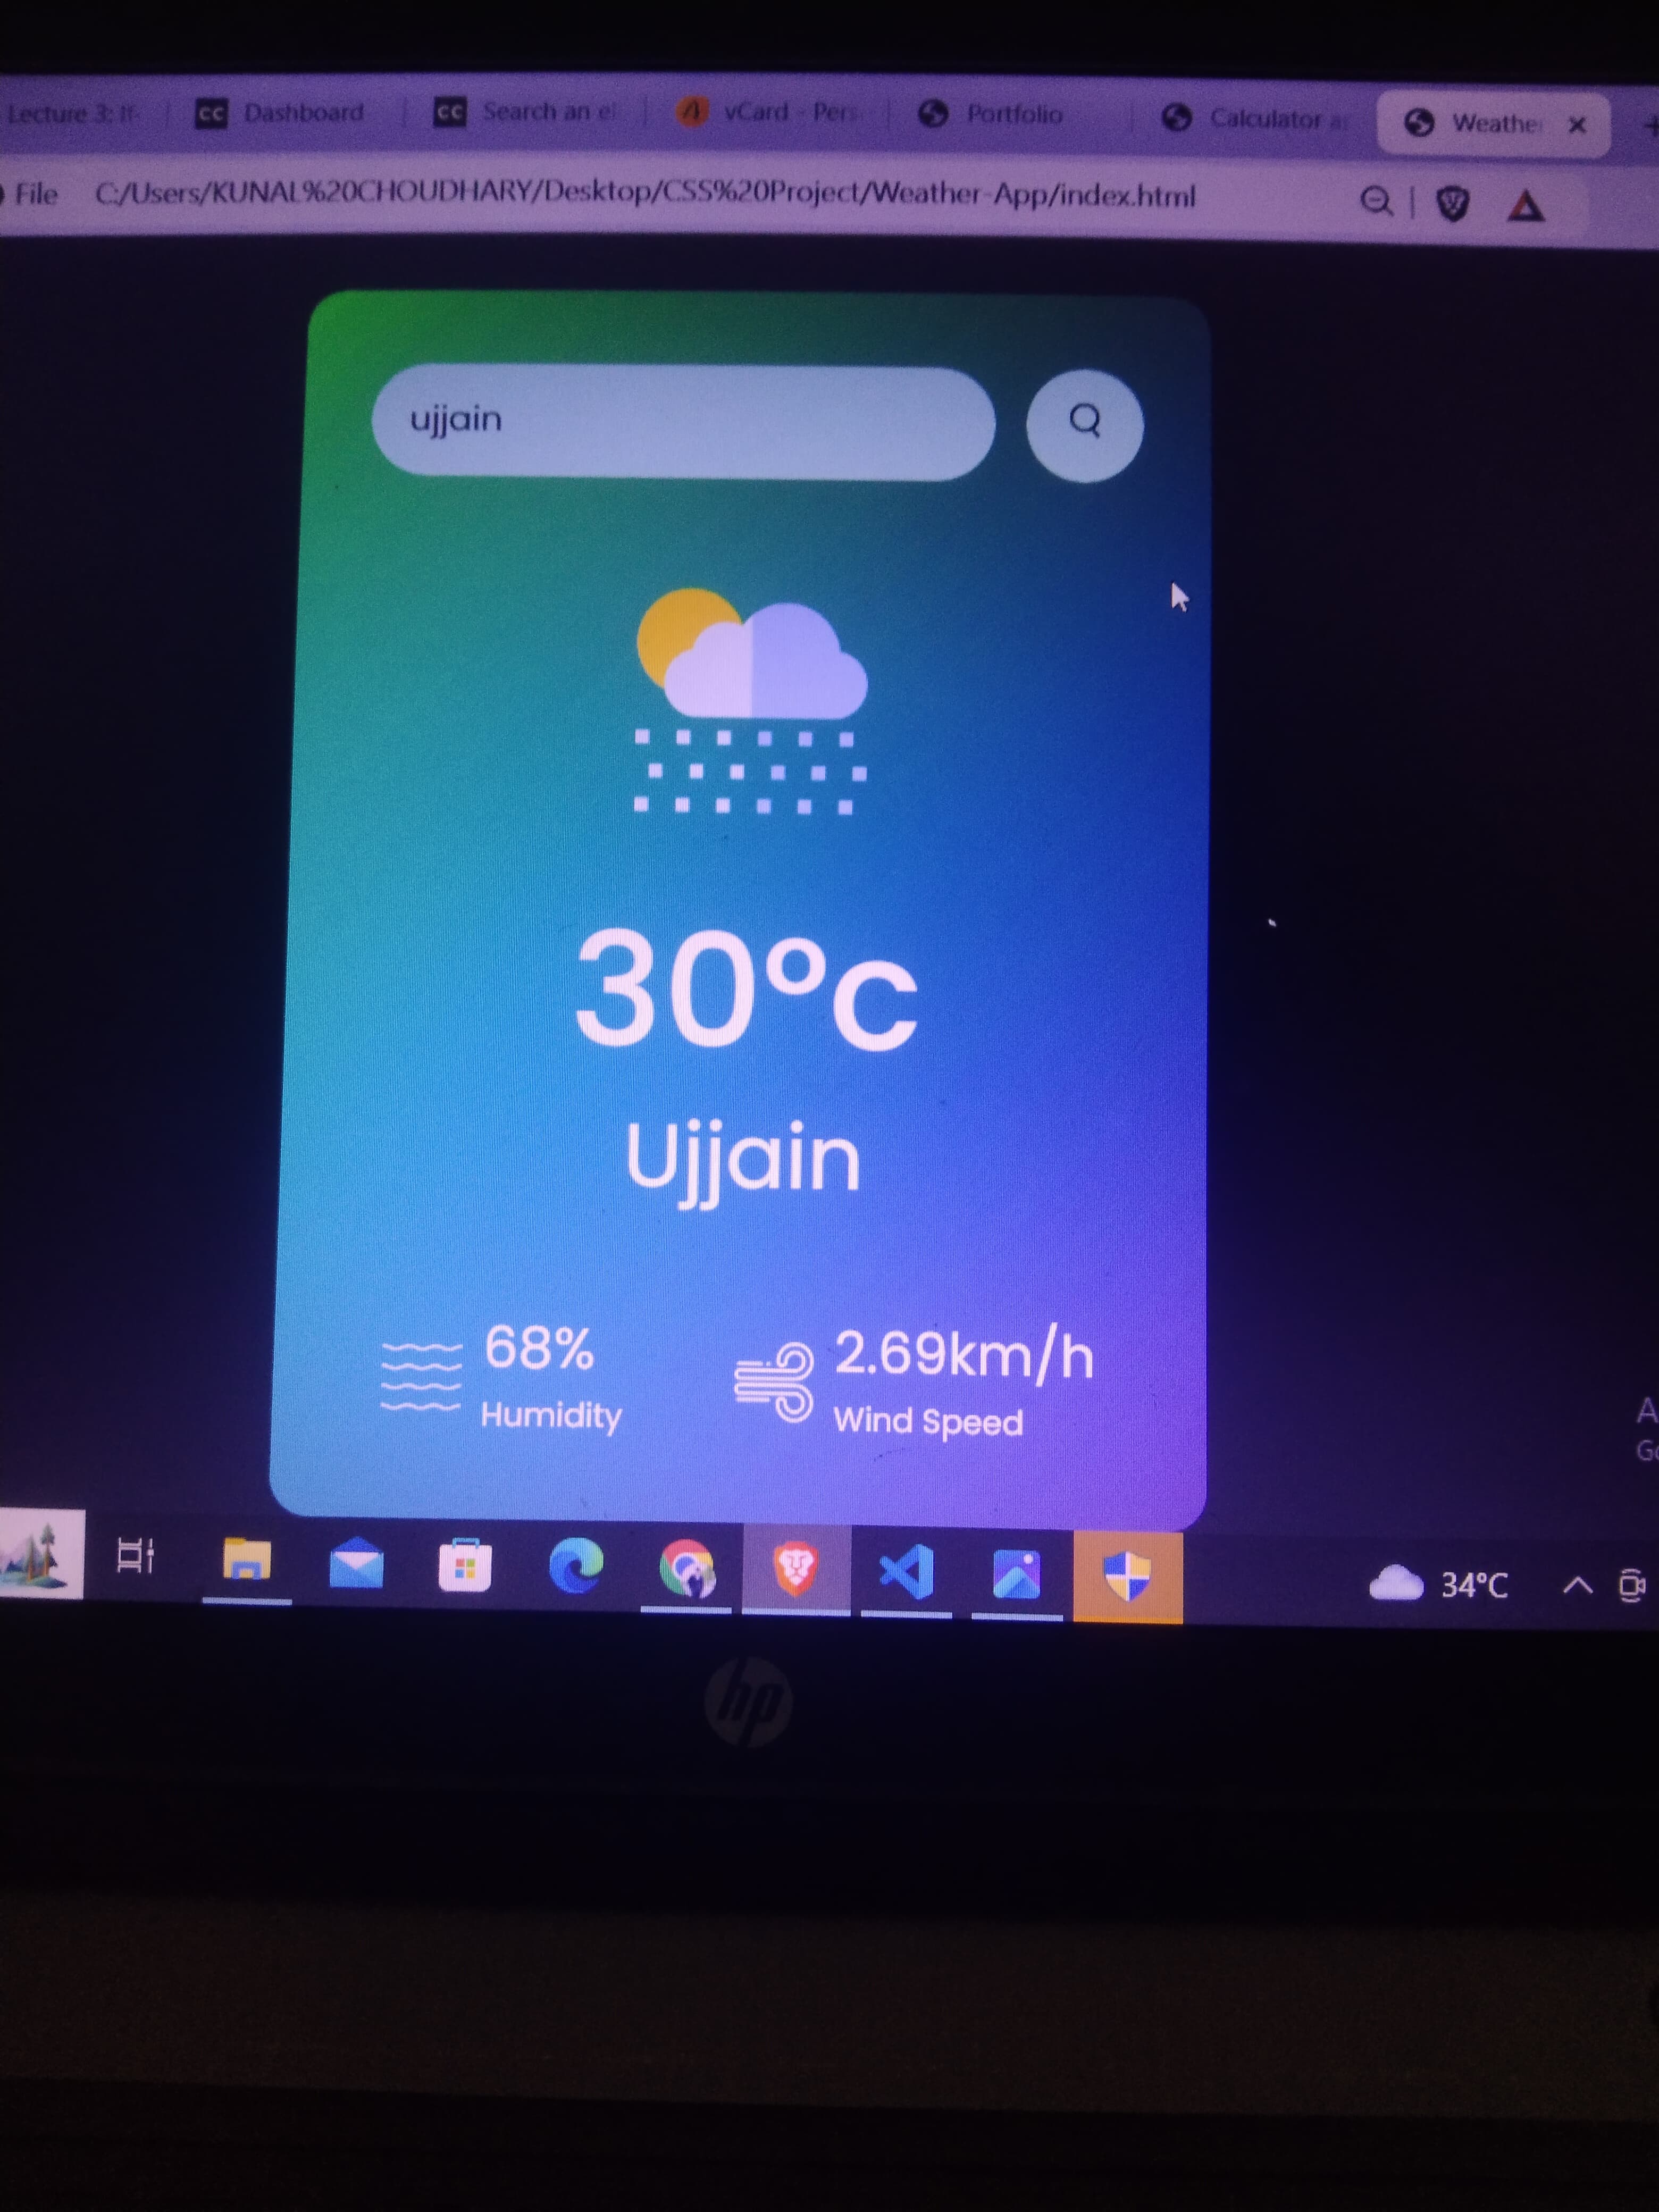 Lecture 3: If-
Dashboard
Search an el
vCard - Pers
Portfolio
Calculator a
Weather
File C:/Users/KUNAL%20CHOUDHARY/Desktop/CSS%20Project/Weather-App/index.html
ujjain
30°c
Ujjain
68%
Humidity
2.69km/h
Wind Speed
34°C
hp